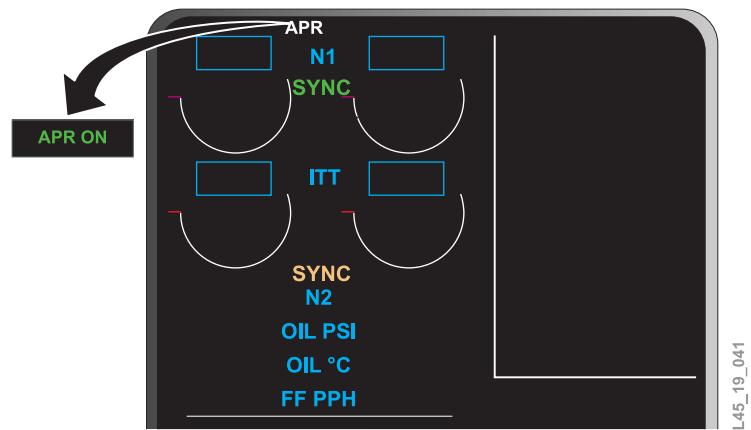 APR
N1
SYNC
APR ON
ITT
SYNC
N2
OIL PSI
OIL °C
FF PPH
L45_19_041